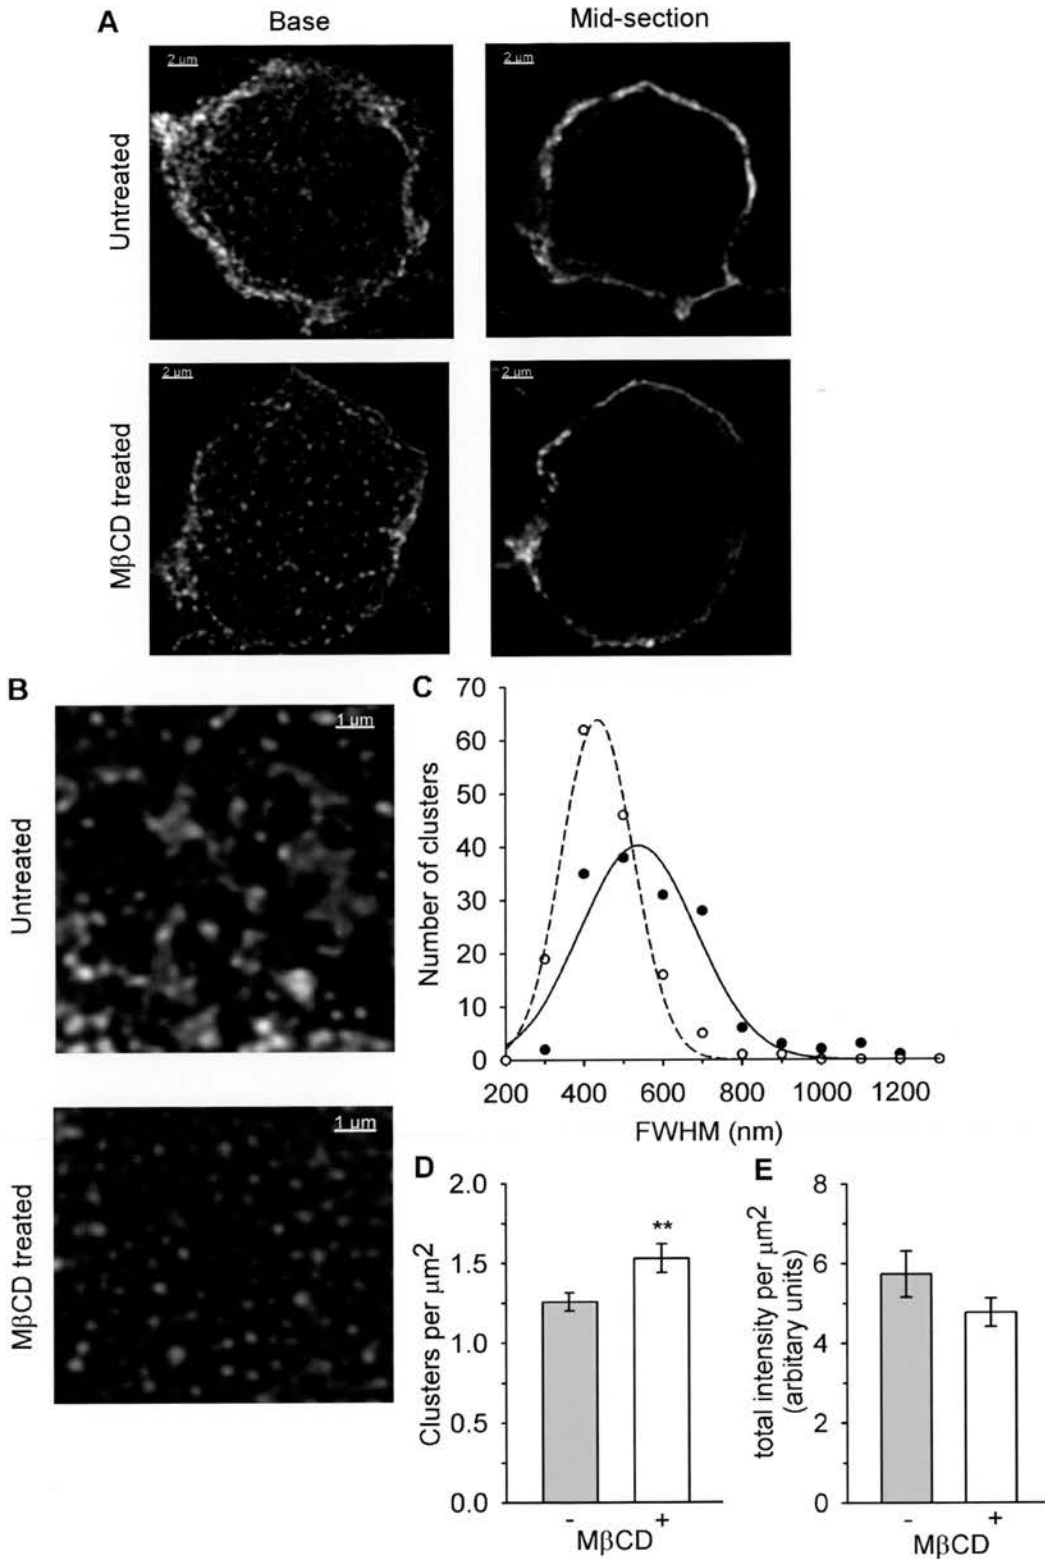 A
Base
Mid-section
Untreated
2 µm
2 µm
MβCD treated
2 µm
2 µm
B
Untreated
1 µm
MβCD treated
1 µm
C
Number of clusters
70
60
50
40
30
20
10
0
200 400 600 800 1000 1200
FWHM (nm)
D
Clusters per µm²
2.0
1.5
1.0
0.5
0.0
**
- +
MβCD
E
total intensity per µm²
(arbitary units)
8
6
4
2
0
- +
MβCD